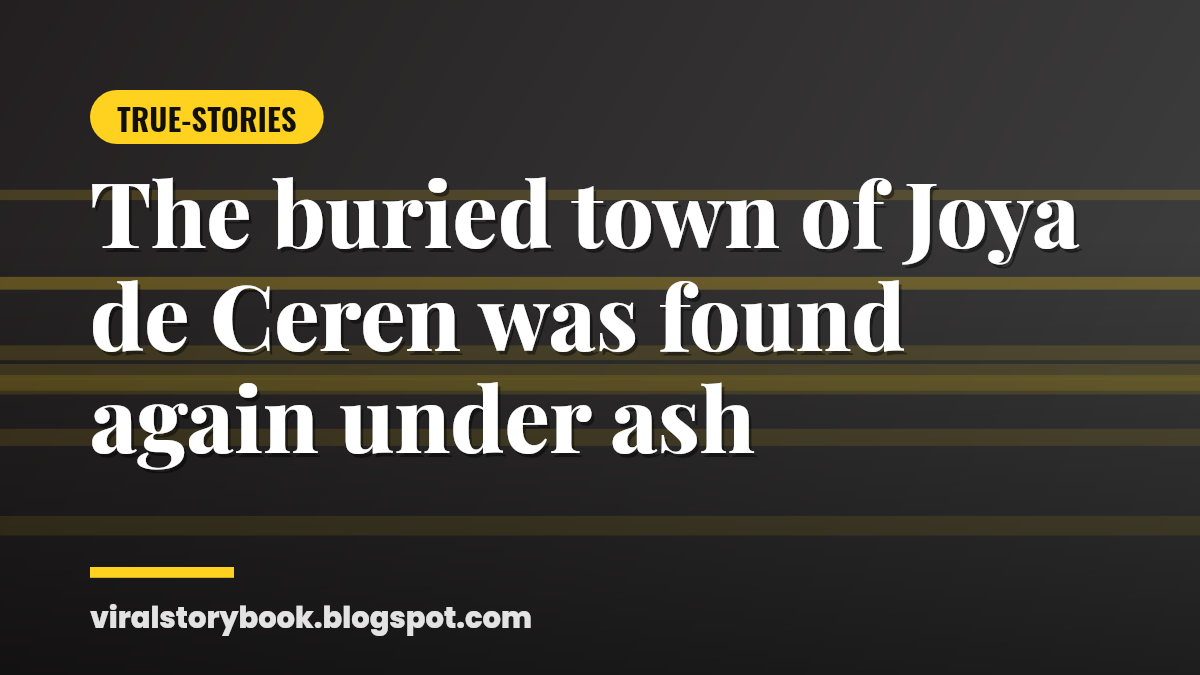 TRUE-STORIES
The buried town of Joya
de Ceren was found
again under ash
viralstorybook.blogspot.com